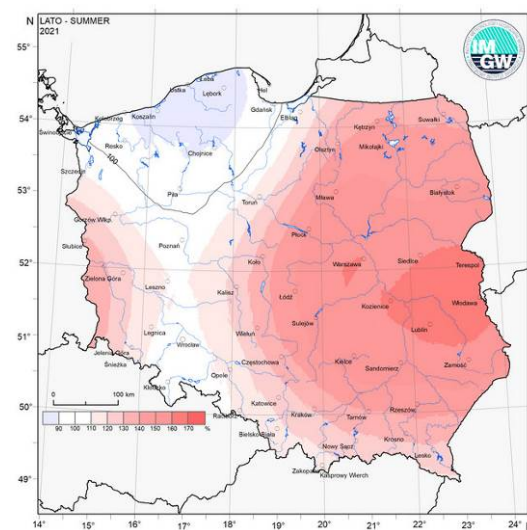 N LATO - SUMMER
2021
IMGW
55°
54°
53°
52°
51°
50°
49°
Łeba
Ustka
Lębork
Hel
Gdańsk
Elbląg
Kołobrzeg
Koszalin
Świnoujście
Resko
Szczecin
Chojnice
Piła
Kętrzyn
Suwałki
Olsztyn
Mikołajki
Białystok
Mława
Toruń
Gorzów Wlkp.
Słubice
Poznań
Płock
Koło
Warszawa
Siedlce
Terespol
Zielona Góra
Leszno
Kalisz
Łódź
Kozienice
Włodawa
Sulejów
Lublin
Legnica
Wrocław
Wieluń
Jelenia Góra
Śnieżka
Kłodzko
Opole
Częstochowa
Kielce
Sandomierz
Zamość
Katowice
Racibórz
Kraków
Tarnów
Rzeszów
Bielsko-Biała
Nowy Sącz
Krosno
Lesko
Zakopane
Kasprowy Wierch
100
0 100 km
90 100 110 120 130 140 150 160 170 %
14° 15° 16° 17° 18° 19° 20° 21° 22° 23°